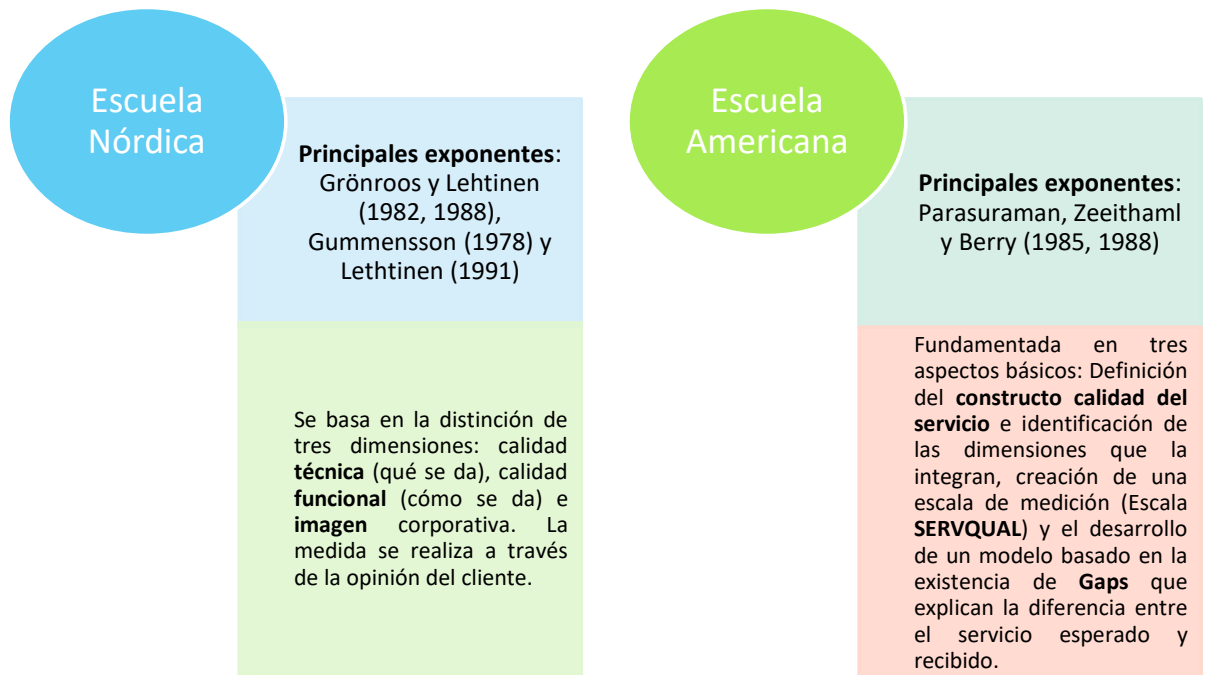 Escuela
Nórdica
Principales exponentes:
Grönroos y Lehtinen
(1982, 1988),
Gummensson (1978) y
Lethtinen (1991)
Se basa en la distinción de
tres dimensiones: calidad
técnica (qué se da), calidad
funcional (cómo se da) e
imagen corporativa. La
medida se realiza a través
de la opinión del cliente.
Escuela
Americana
Principales exponentes:
Parasuraman, Zeeithaml
y Berry (1985, 1988)
Fundamentada en tres
aspectos básicos: Definición
del constructo calidad del
servicio e identificación de
las dimensiones que la
integran, creación de una
escala de medición (Escala
SERVQUAL) y el desarrollo
de un modelo basado en la
existencia de Gaps que
explican la diferencia entre
el servicio esperado y
recibido.